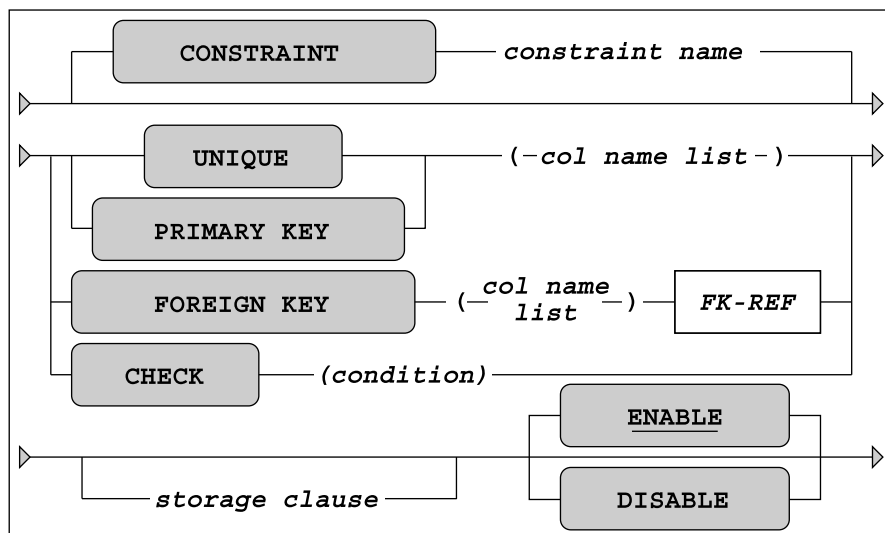 CONSTRAINT constraint name
UNIQUE ( col name list )
PRIMARY KEY
FOREIGN KEY ( col name list ) FK-REF
CHECK (condition)
ENABLE
storage clause
DISABLE